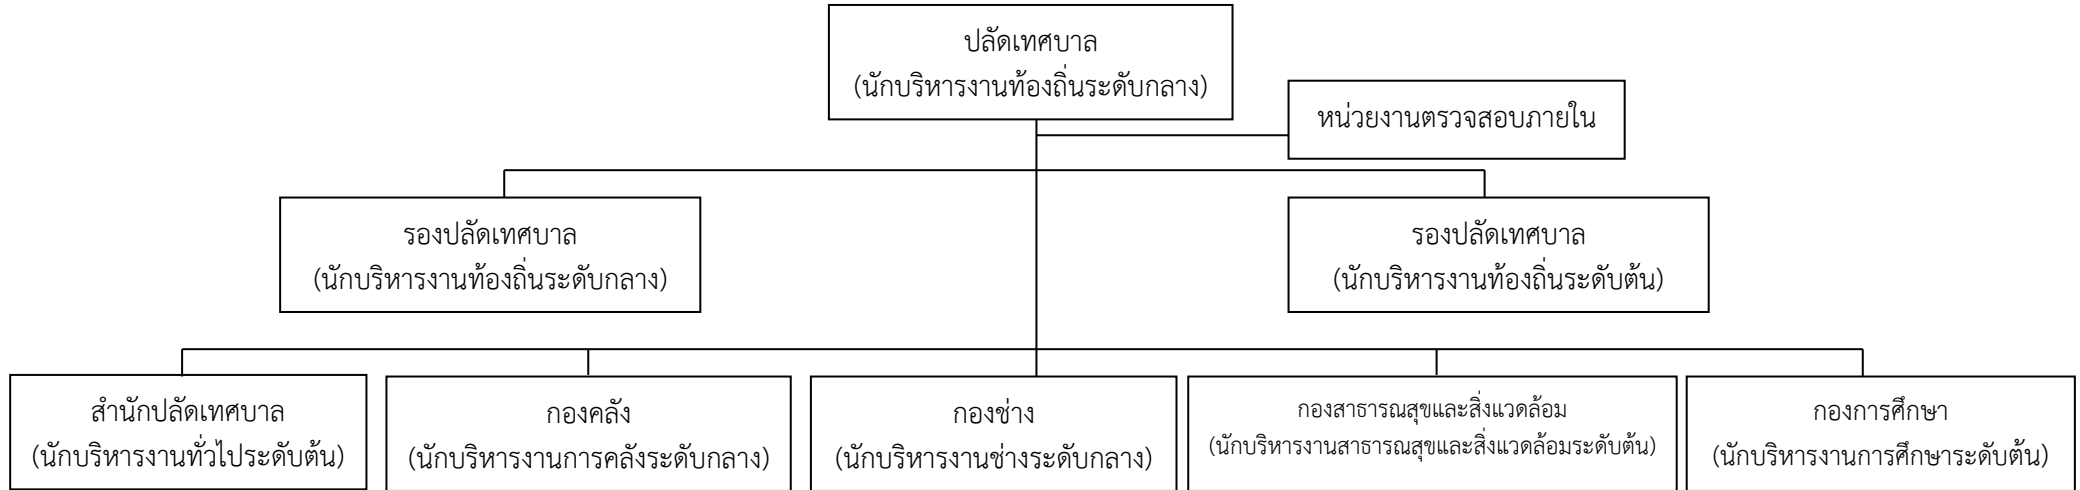 ปลัดเทศบาล
(นักบริหารงานท้องถิ่นระดับกลาง)
หน่วยงานตรวจสอบภายใน
รองปลัดเทศบาล
(นักบริหารงานท้องถิ่นระดับกลาง)
รองปลัดเทศบาล
(นักบริหารงานท้องถิ่นระดับต้น)
สำนักปลัดเทศบาล
(นักบริหารงานทั่วไประดับต้น)
กองคลัง
(นักบริหารงานการคลังระดับกลาง)
กองช่าง
(นักบริหารงานช่างระดับกลาง)
กองสาธารณสุขและสิ่งแวดล้อม
(นักบริหารงานสาธารณสุขและสิ่งแวดล้อมระดับต้น)
กองการศึกษา
(นักบริหารงานการศึกษาระดับต้น)